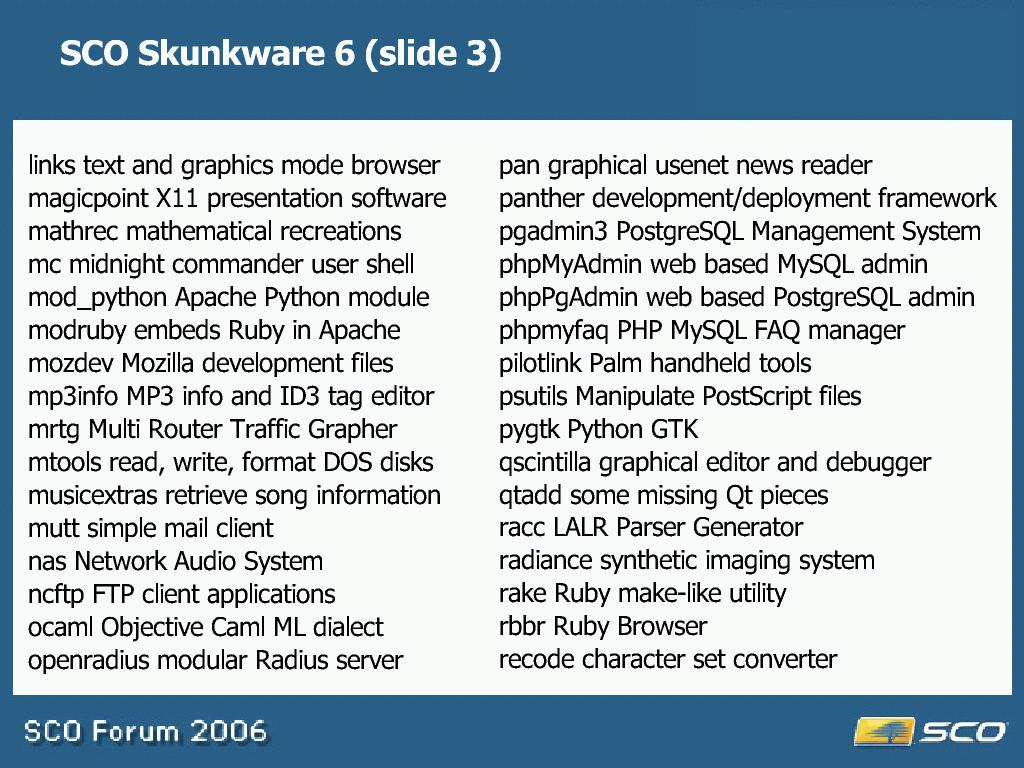 SCO Skunkware 6 (slide 3)
links text and graphics mode browser
magicpoint X11 presentation software
mathrec mathematical recreations
mc midnight commander user shell
mod_python Apache Python module
modruby embeds Ruby in Apache
mozdev Mozilla development files
mp3info MP3 info and ID3 tag editor
mrtg Multi Router Traffic Grapher
mtools read, write, format DOS disks
musicextras retrieve song information
mutt simple mail client
nas Network Audio System
ncftp FTP client applications
ocaml Objective Caml ML dialect
openradius modular Radius server
pan graphical usenet news reader
panther development/deployment framework
pgadmin3 PostgreSQL Management System
phpMyAdmin web based MySQL admin
phpPgAdmin web based PostgreSQL admin
phpmyfaq PHP MySQL FAQ manager
pilotlink Palm handheld tools
psutils Manipulate PostScript files
pygtk Python GTK
qscintilla graphical editor and debugger
qtadd some missing Qt pieces
racc LALR Parser Generator
radiance synthetic imaging system
rake Ruby make-like utility
rbbr Ruby Browser
recode character set converter
SCO Forum 2006
SCO